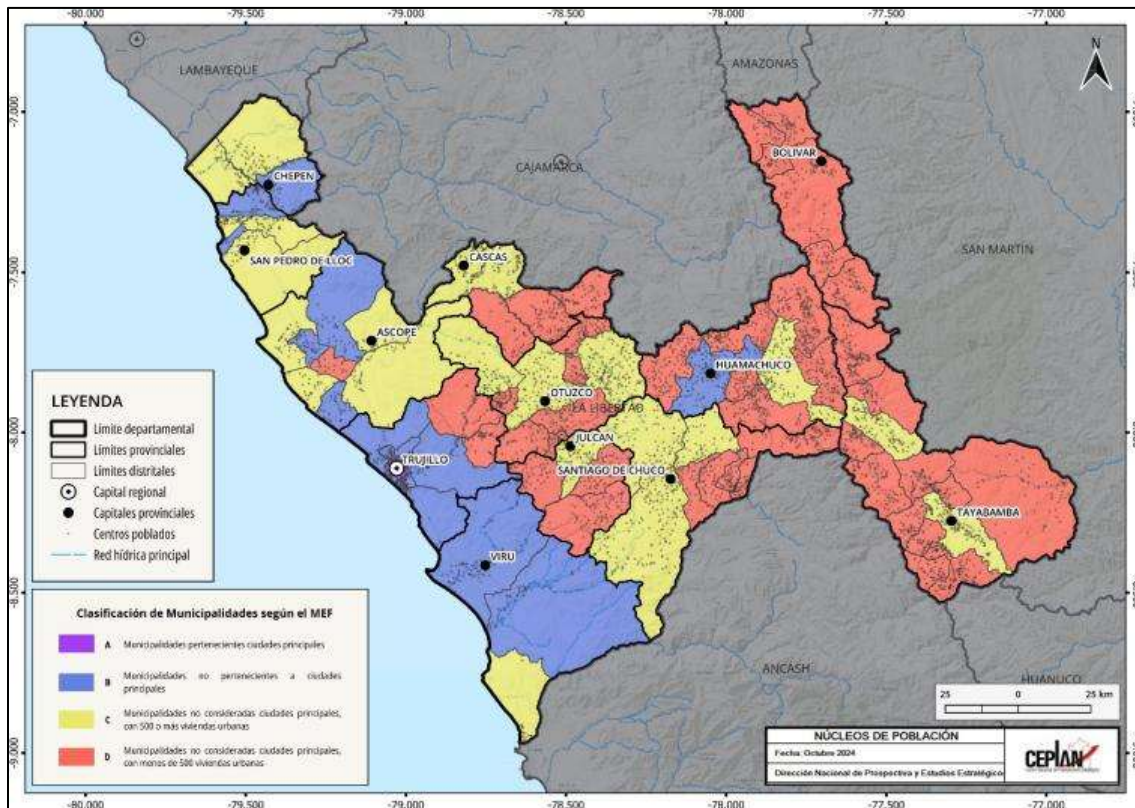 -80.000 -79.500 -79.000 -78.500 -78.000 -77.500 -77.000
N
LAMBAYEQUE
AMAZONAS
-7.000
BOLIVAR
CAJAMARCA
CHEPEN
SAN MARTIN
CASCAS
SAN PEDRO DE LLOC
-7.500
ASCOPE
HUAMACHUCO
OTUZCO
LA LIBERTAD
-8.000
JULCAN
TRUJILLO
SANTIAGO DE CHUCO
TAYABAMBA
VIRU
-8.500
ANCASH
HUANUCO
-9.000
LEYENDA
Límite departamental
Límites provinciales
Límites distritales
Capital regional
Capitales provinciales
Centros poblados
Red hídrica principal
Clasificación de Municipalidades según el MEF
A Municipalidades pertenecientes ciudades principales
B Municipalidades no pertenecientes a ciudades
principales
C Municipalidades no consideradas ciudades principales,
con 500 o más viviendas urbanas
D Municipalidades no consideradas ciudades principales,
con menos de 500 viviendas urbanas
25 0 25 km
NÚCLEOS DE POBLACIÓN
Fecha: Octubre 2024
Dirección Nacional de Prospectiva y Estudios Estratégico
CEPLAN
-80.000 -79.500 -79.000 -78.500 -78.000 -77.500 -77.000